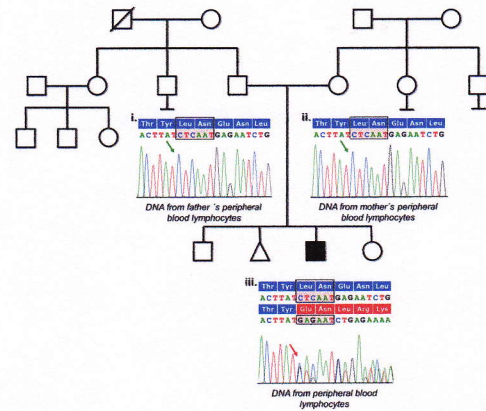 i.
Thr Tyr Leu Asn Glu Asn Leu
ACTTATCTCAATGAGAATCTG
DNA from father´s peripheral
blood lymphocytes
ii.
Thr Tyr Leu Asn Glu Asn Leu
ACTTATCTCAATGAGAATCTG
DNA from mother´s peripheral
blood lymphocytes
iii.
Thr Tyr Leu Asn Glu Asn Leu
ACTTATCTCAATGAGAATCTG
Thr Tyr Glu Asn Leu Arg Lys
ACTTATGAGAATCTGAGAAAA
DNA from peripheral blood
lymphocytes